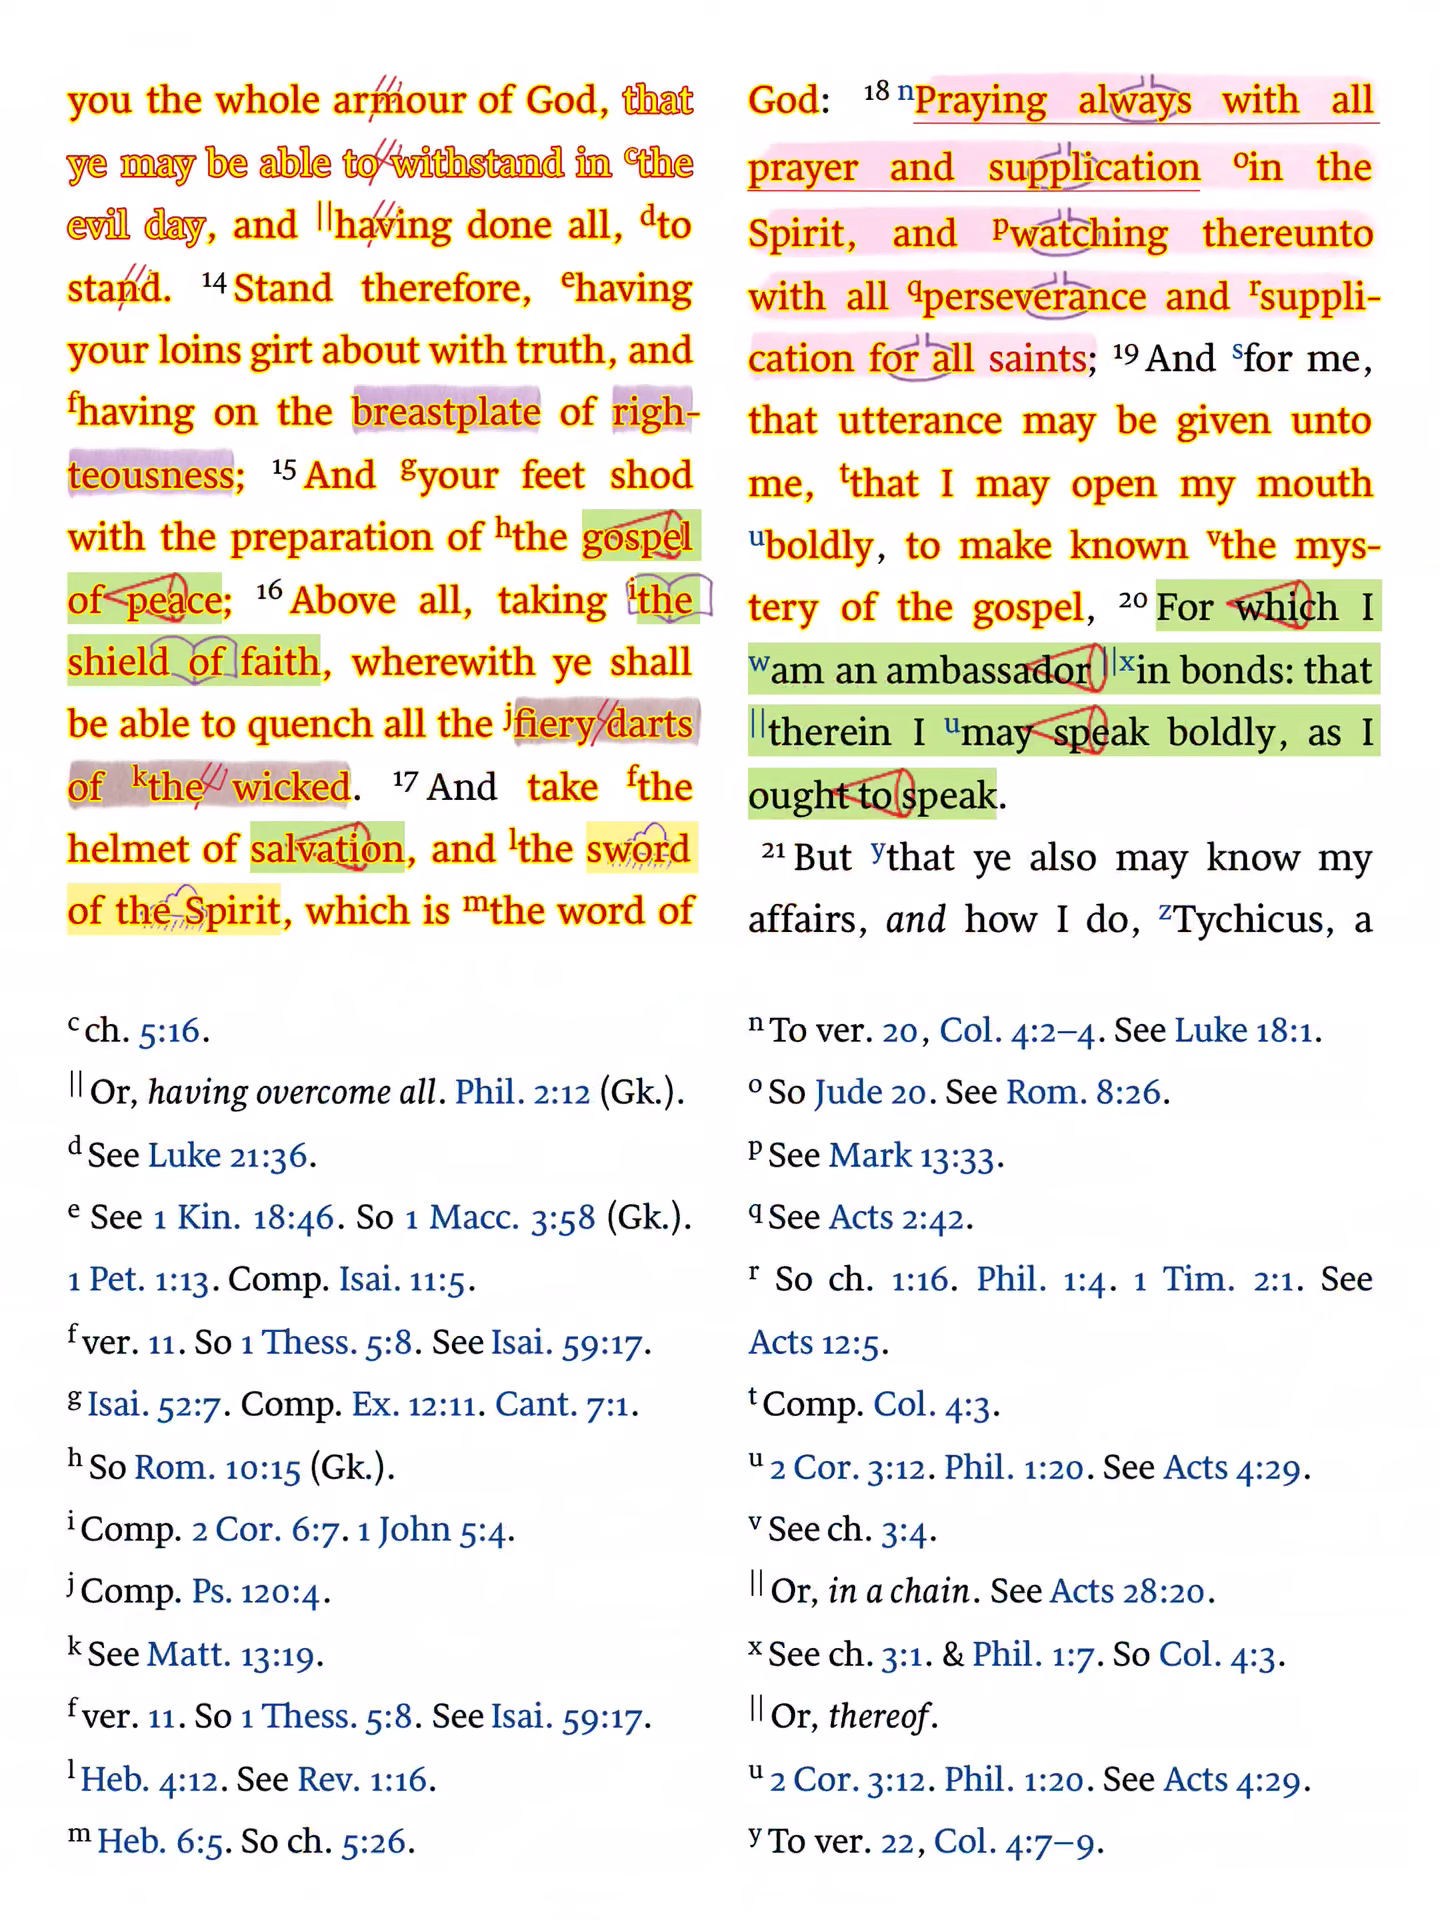 you the whole armour of God, that
ye may be able to withstand in cthe
evil day, and ||having done all, dto
stand. 14 Stand therefore, ehaving
your loins girt about with truth, and
fhaving on the breastplate of righ-
teousness; 15 And gyour feet shod
with the preparation of hthe gospel
of peace; 16 Above all, taking ithe
shield of faith, wherewith ye shall
be able to quench all the jfiery darts
of kthe wicked. 17 And take fthe
helmet of salvation, and lthe sword
of the Spirit, which is mthe word of
God: 18 nPraying always with all
prayer and supplication oin the
Spirit, and pwatching thereunto
with all qperseverance and rsuppli-
cation for all saints; 19 And sfor me,
that utterance may be given unto
me, tthat I may open my mouth
uboldly, to make known vthe mys-
tery of the gospel, 20 For which I
wam an ambassador ||xin bonds: that
||therein I umay speak boldly, as I
ought to speak.
21 But ythat ye also may know my
affairs, and how I do, zTychicus, a
c ch. 5:16.
|| Or, having overcome all. Phil. 2:12 (Gk.).
d See Luke 21:36.
e See 1 Kin. 18:46. So 1 Macc. 3:58 (Gk.).
1 Pet. 1:13. Comp. Isai. 11:5.
f ver. 11. So 1 Thess. 5:8. See Isai. 59:17.
g Isai. 52:7. Comp. Ex. 12:11. Cant. 7:1.
h So Rom. 10:15 (Gk.).
i Comp. 2 Cor. 6:7. 1 John 5:4.
j Comp. Ps. 120:4.
k See Matt. 13:19.
f ver. 11. So 1 Thess. 5:8. See Isai. 59:17.
l Heb. 4:12. See Rev. 1:16.
m Heb. 6:5. So ch. 5:26.
n To ver. 20, Col. 4:2–4. See Luke 18:1.
o So Jude 20. See Rom. 8:26.
p See Mark 13:33.
q See Acts 2:42.
r So ch. 1:16. Phil. 1:4. 1 Tim. 2:1. See
Acts 12:5.
t Comp. Col. 4:3.
u 2 Cor. 3:12. Phil. 1:20. See Acts 4:29.
v See ch. 3:4.
|| Or, in a chain. See Acts 28:20.
x See ch. 3:1. & Phil. 1:7. So Col. 4:3.
|| Or, thereof.
u 2 Cor. 3:12. Phil. 1:20. See Acts 4:29.
y To ver. 22, Col. 4:7–9.